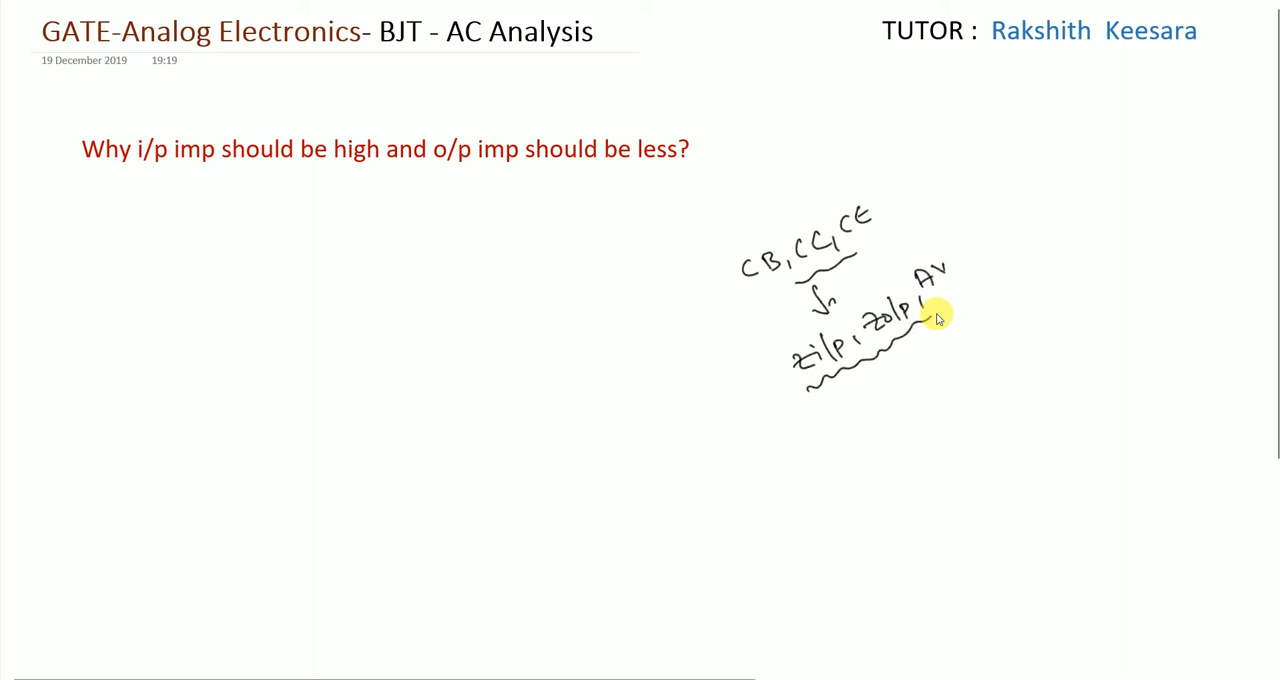 GATE-Analog Electronics- BJT - AC Analysis
TUTOR : Rakshith Keesara
19 December 2019 19:19
Why i/p imp should be high and o/p imp should be less?
CB, CC, CE
zi/p, zo/p, AV